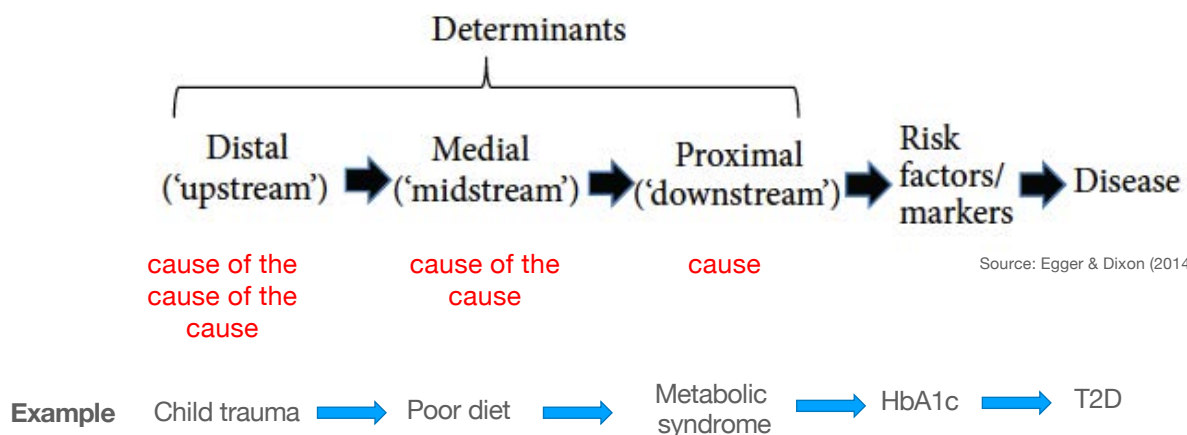 Determinants
Distal
('upstream')
Medial
('midstream')
Proximal
('downstream')
Risk
factors/
markers
Disease
cause of the
cause of the
cause
cause of the
cause
cause
Source: Egger & Dixon (2014
Example
Child trauma
Poor diet
Metabolic
syndrome
HbA1c
T2D